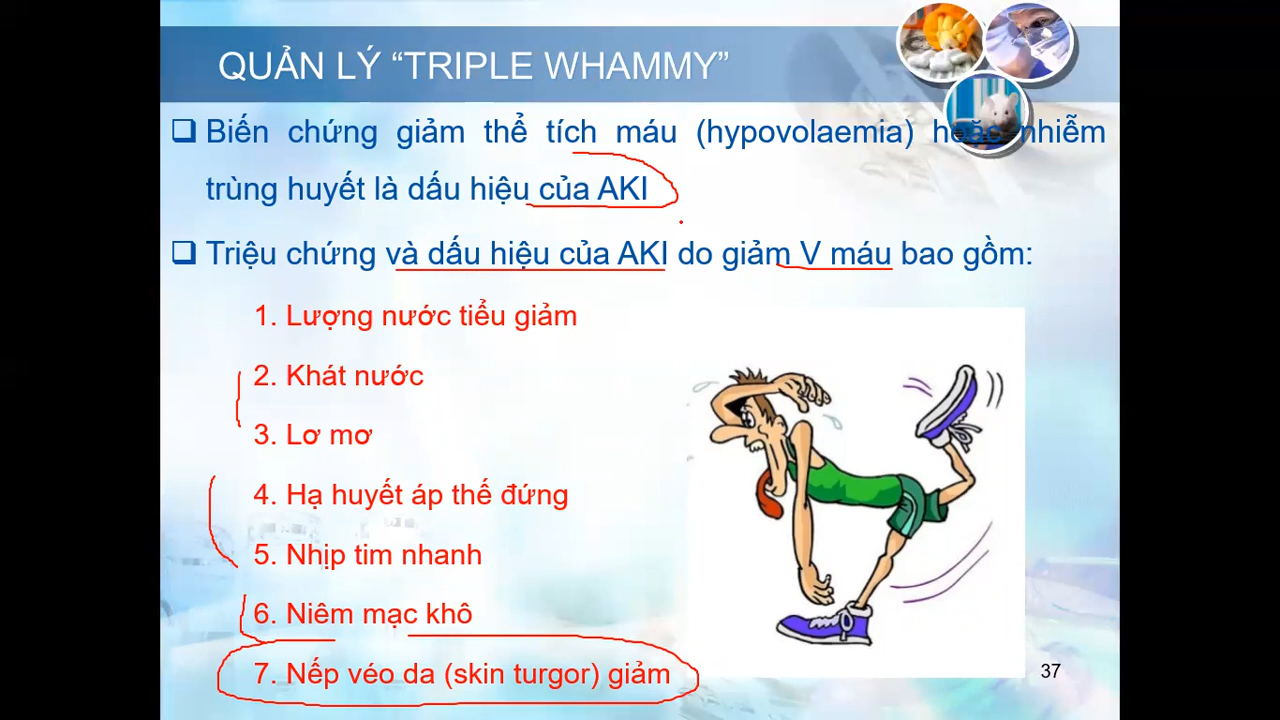 QUẢN LÝ “TRIPLE WHAMMY”
Biến chứng giảm thể tích máu (hypovolaemia) hoặc nhiễm
trùng huyết là dấu hiệu của AKI
Triệu chứng và dấu hiệu của AKI do giảm V máu bao gồm:
1. Lượng nước tiểu giảm
2. Khát nước
3. Lơ mơ
4. Hạ huyết áp thế đứng
5. Nhịp tim nhanh
6. Niêm mạc khô
7. Nếp véo da (skin turgor) giảm
37